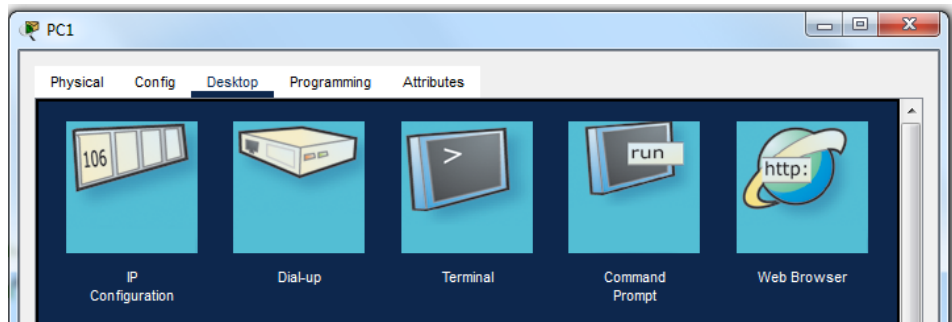 PC1
Physical Config Desktop Programming Attributes
106 > run http:
IP Dial-up Terminal Command Web Browser
Configuration Prompt